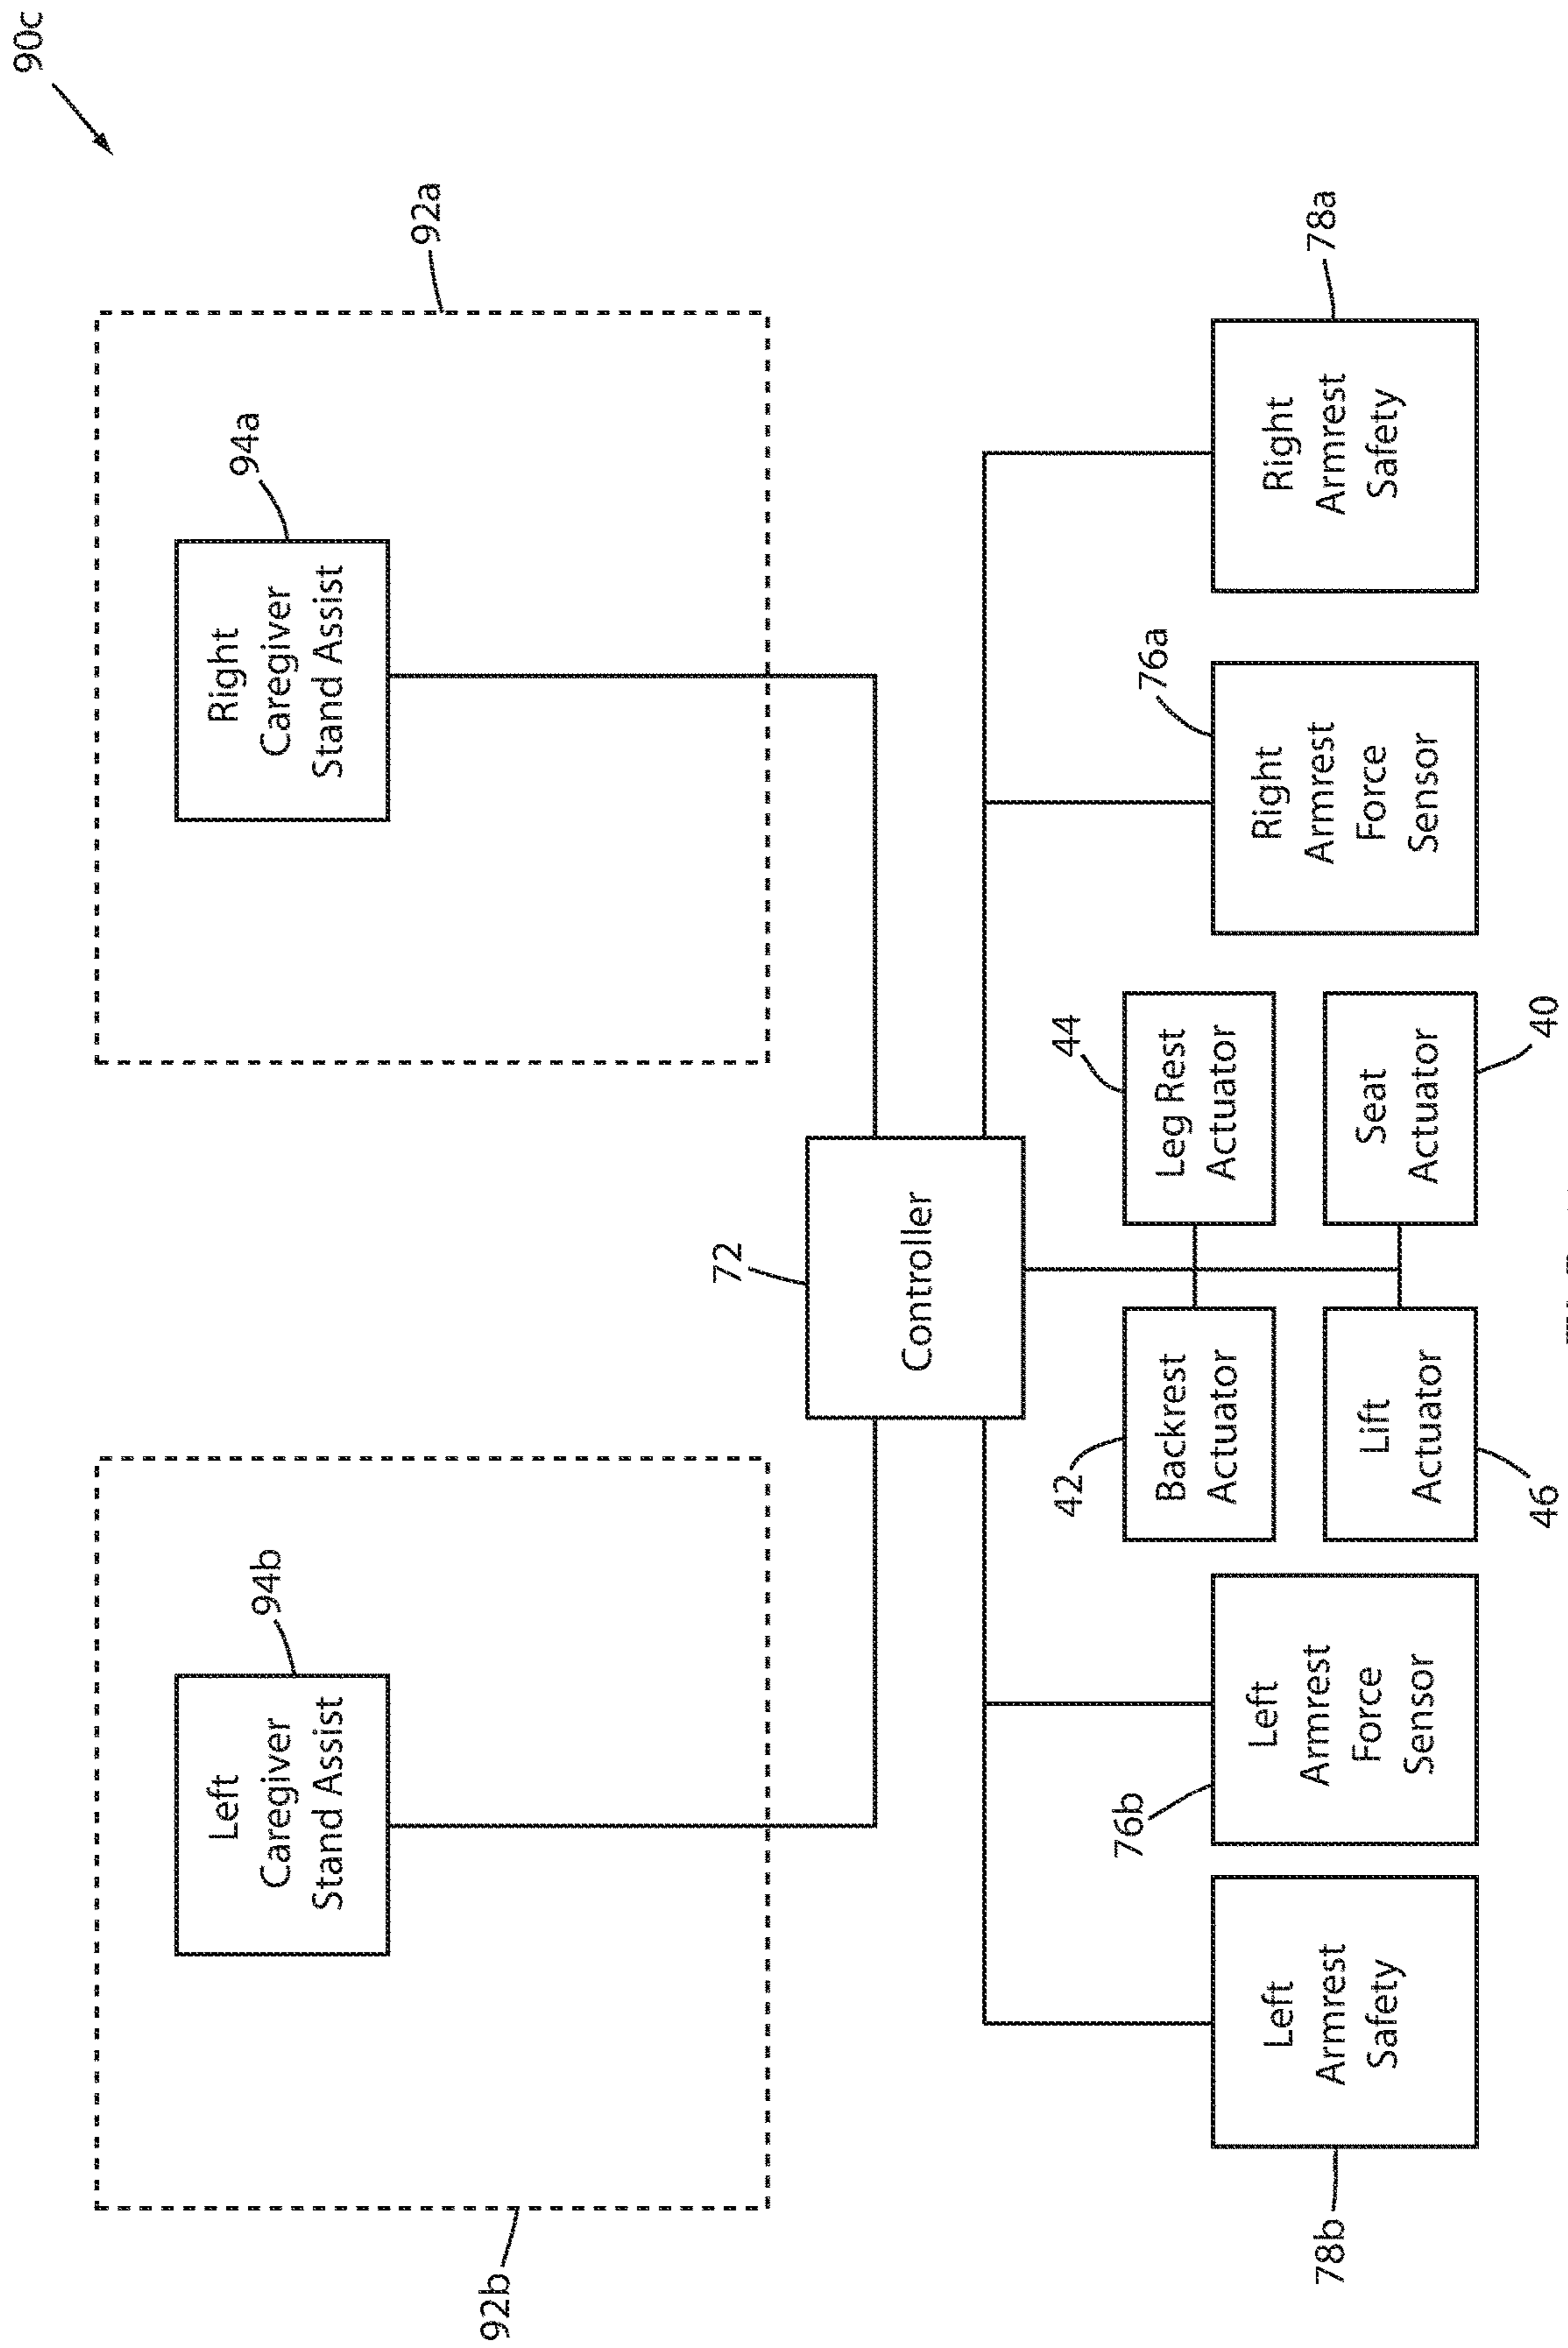 90c
92b
92a
94b
94a
Left
Caregiver
Stand Assist
Right
Caregiver
Stand Assist
72
Controller
78b
Left
Armrest
Safety
76b
Left
Armrest
Force
Sensor
42
Backrest
Actuator
44
Leg Rest
Actuator
Lift
Actuator
46
Seat
Actuator
40
76a
Right
Armrest
Force
Sensor
78a
Right
Armrest
Safety